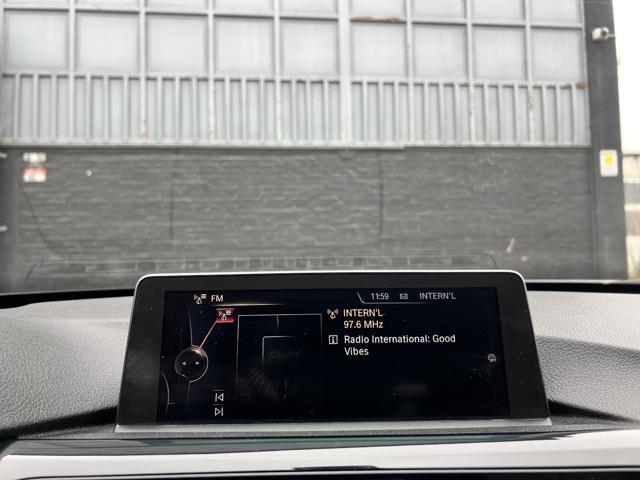 FM
11:59 INTERN'L
INTERN'L
97.6 MHz
Radio International: Good
Vibes